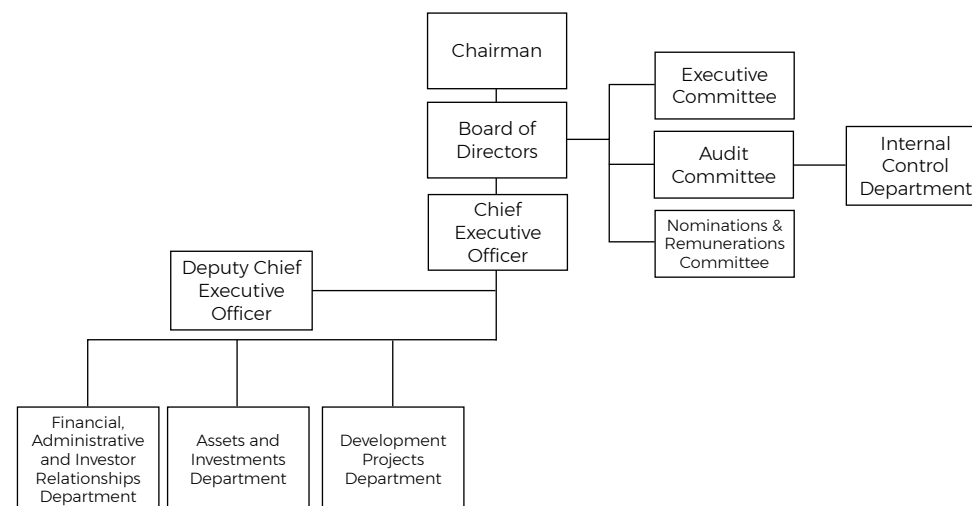 Chairman
Board of
Directors
Executive
Committee
Audit
Committee
Internal
Control
Department
Nominations &
Remunerations
Committee
Chief
Executive
Officer
Deputy Chief
Executive
Officer
Financial,
Administrative
and Investor
Relationships
Department
Assets and
Investments
Department
Development
Projects
Department